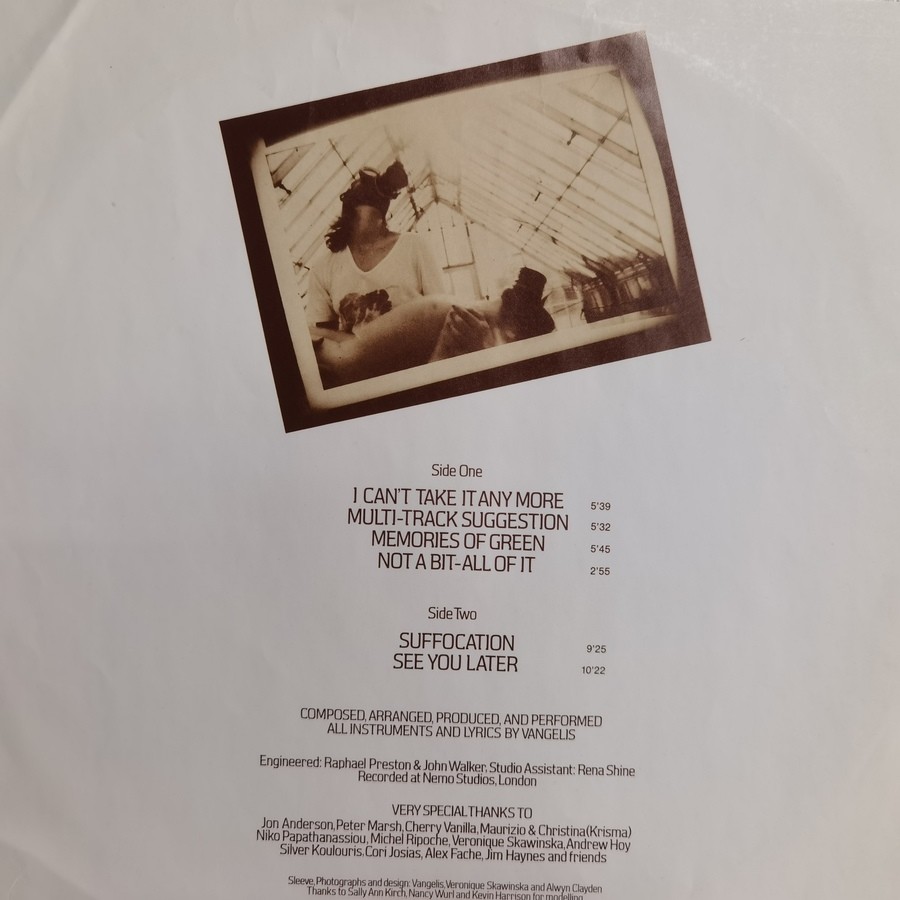 Side One
I CAN'T TAKE IT ANY MORE 5'39
MULTI-TRACK SUGGESTION 5'32
MEMORIES OF GREEN 5'45
NOT A BIT-ALL OF IT 2'55
Side Two
SUFFOCATION 9'25
SEE YOU LATER 10'22
COMPOSED, ARRANGED, PRODUCED, AND PERFORMED
ALL INSTRUMENTS AND LYRICS BY VANGELIS
Engineered: Raphael Preston & John Walker, Studio Assistant: Rena Shine
Recorded at Nemo Studios, London
VERY SPECIAL THANKS TO
Jon Anderson, Peter Marsh, Cherry Vanilla, Maurizio & Christina (Krisma)
Niko Papathanassiou, Michel Ripoche, Veronique Skawinska, Andrew Hoy
Silver Koulouris, Cori Josias, Alex Fache, Jim Haynes and friends
Sleeve, Photographs and design: Vangelis, Veronique Skawinska and Alwyn Clayden
Thanks to Sally Ann Kirch, Nancy Wurl and Kevin Harrison for modelling